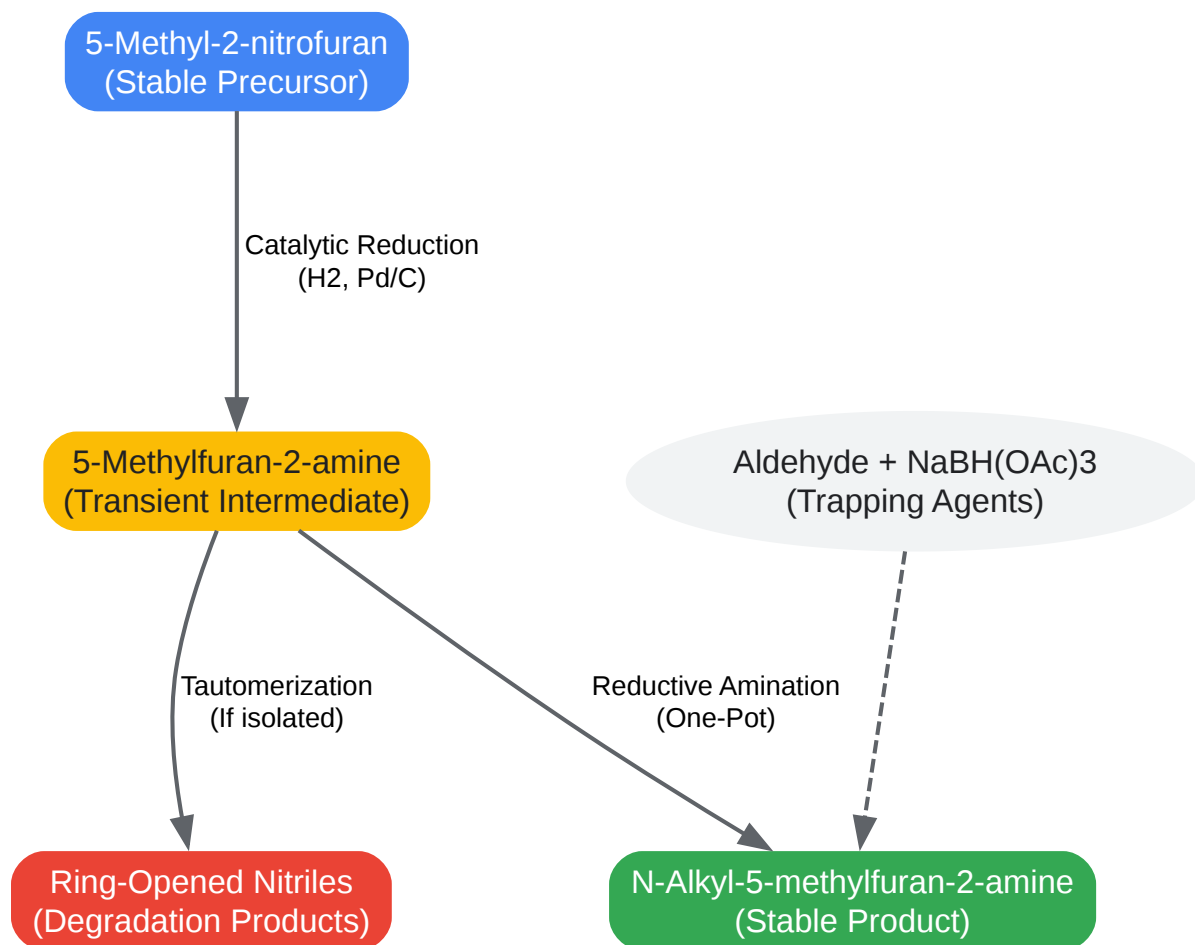 5-Methyl-2-nitrofuran
(Stable Precursor)
Catalytic Reduction
(H2, Pd/C)
5-Methylfuran-2-amine
(Transient Intermediate)
Aldehyde + NaBH(OAc)3
(Trapping Agents)
Tautomerization
(If isolated)
Reductive Amination
(One-Pot)
Ring-Opened Nitriles
(Degradation Products)
N-Alkyl-5-methylfuran-2-amine
(Stable Product)